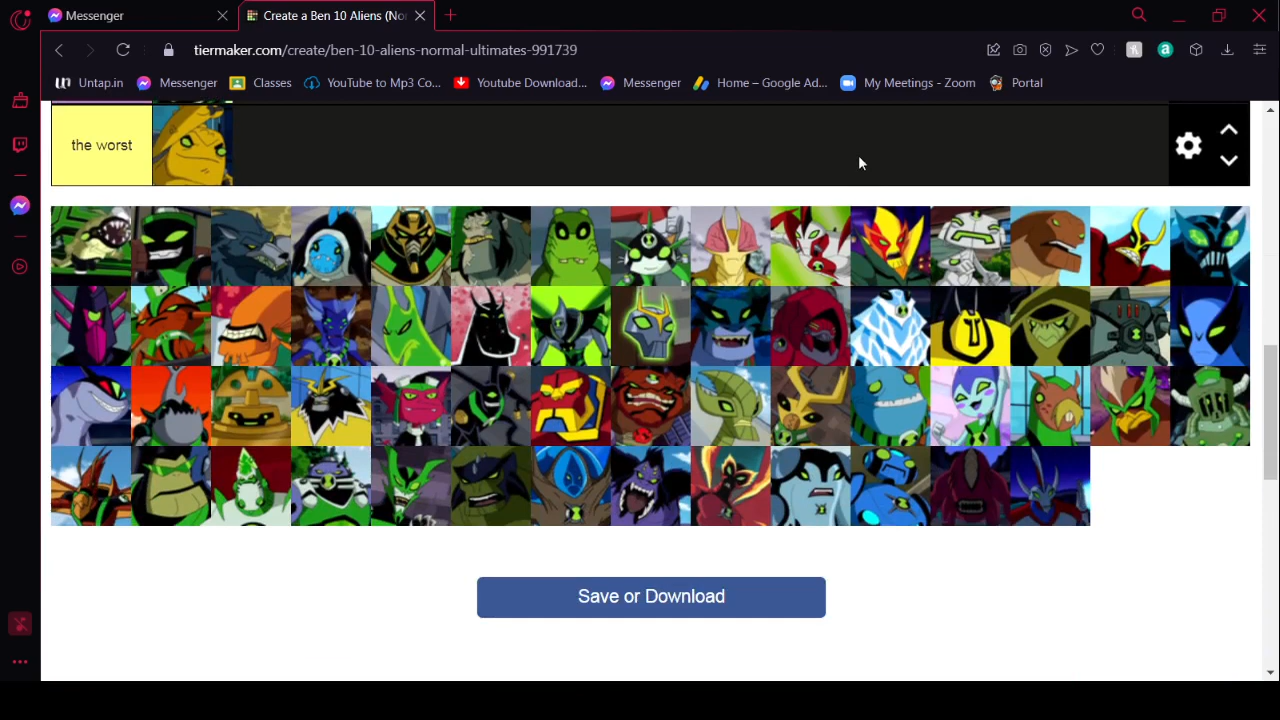 Messenger
Create a Ben 10 Aliens (No
tiermaker.com/create/ben-10-aliens-normal-ultimates-991739
Untap.in Messenger Classes YouTube to Mp3 Co... Youtube Download... Messenger Home – Google Ad... My Meetings - Zoom Portal
the worst
Save or Download